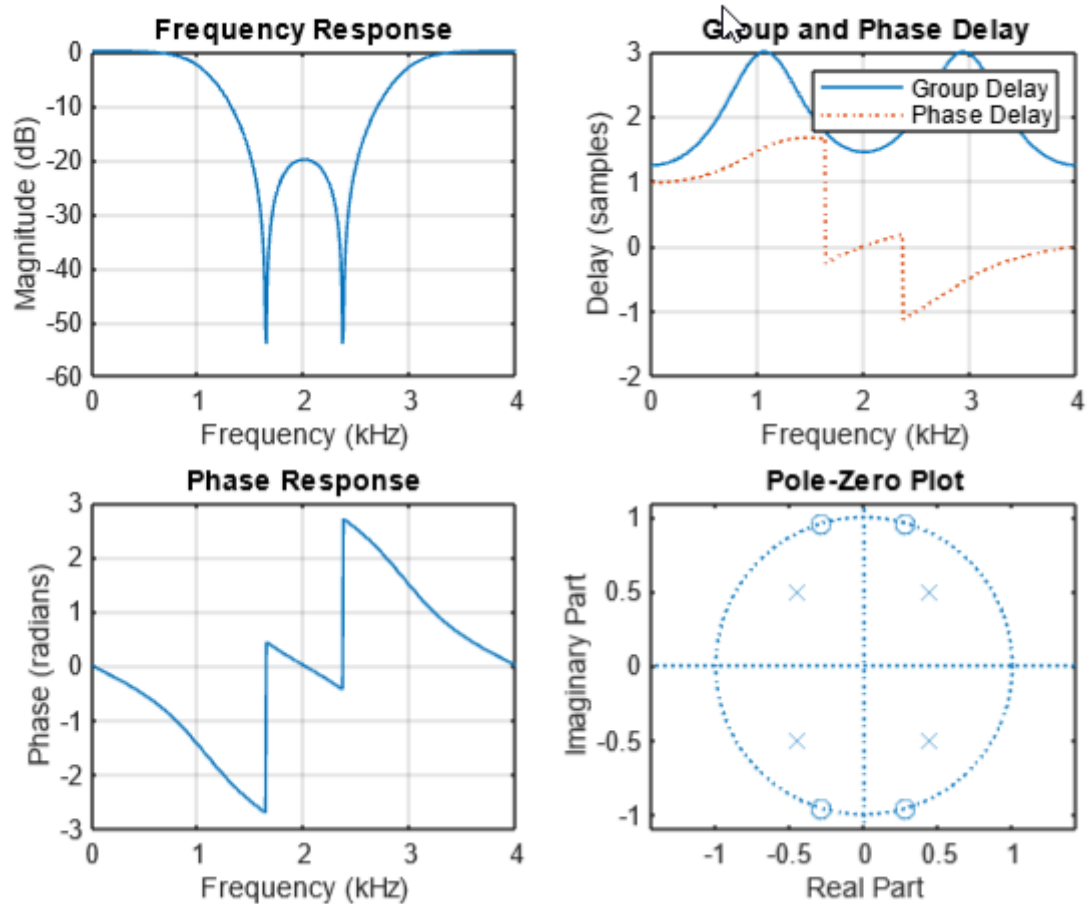 Frequency Response
0
-10
-20
-30
-40
-50
-60
Magnitude (dB)
0 1 2 3 4
Frequency (kHz)
Group and Phase Delay
Group Delay
Phase Delay
3
2
1
0
-1
-2
Delay (samples)
0 1 2 3 4
Frequency (kHz)
Phase Response
3
2
1
0
-1
-2
-3
Phase (radians)
0 1 2 3 4
Frequency (kHz)
Pole-Zero Plot
1
0.5
0
-0.5
-1
Imaginary Part
-1 -0.5 0 0.5 1
Real Part